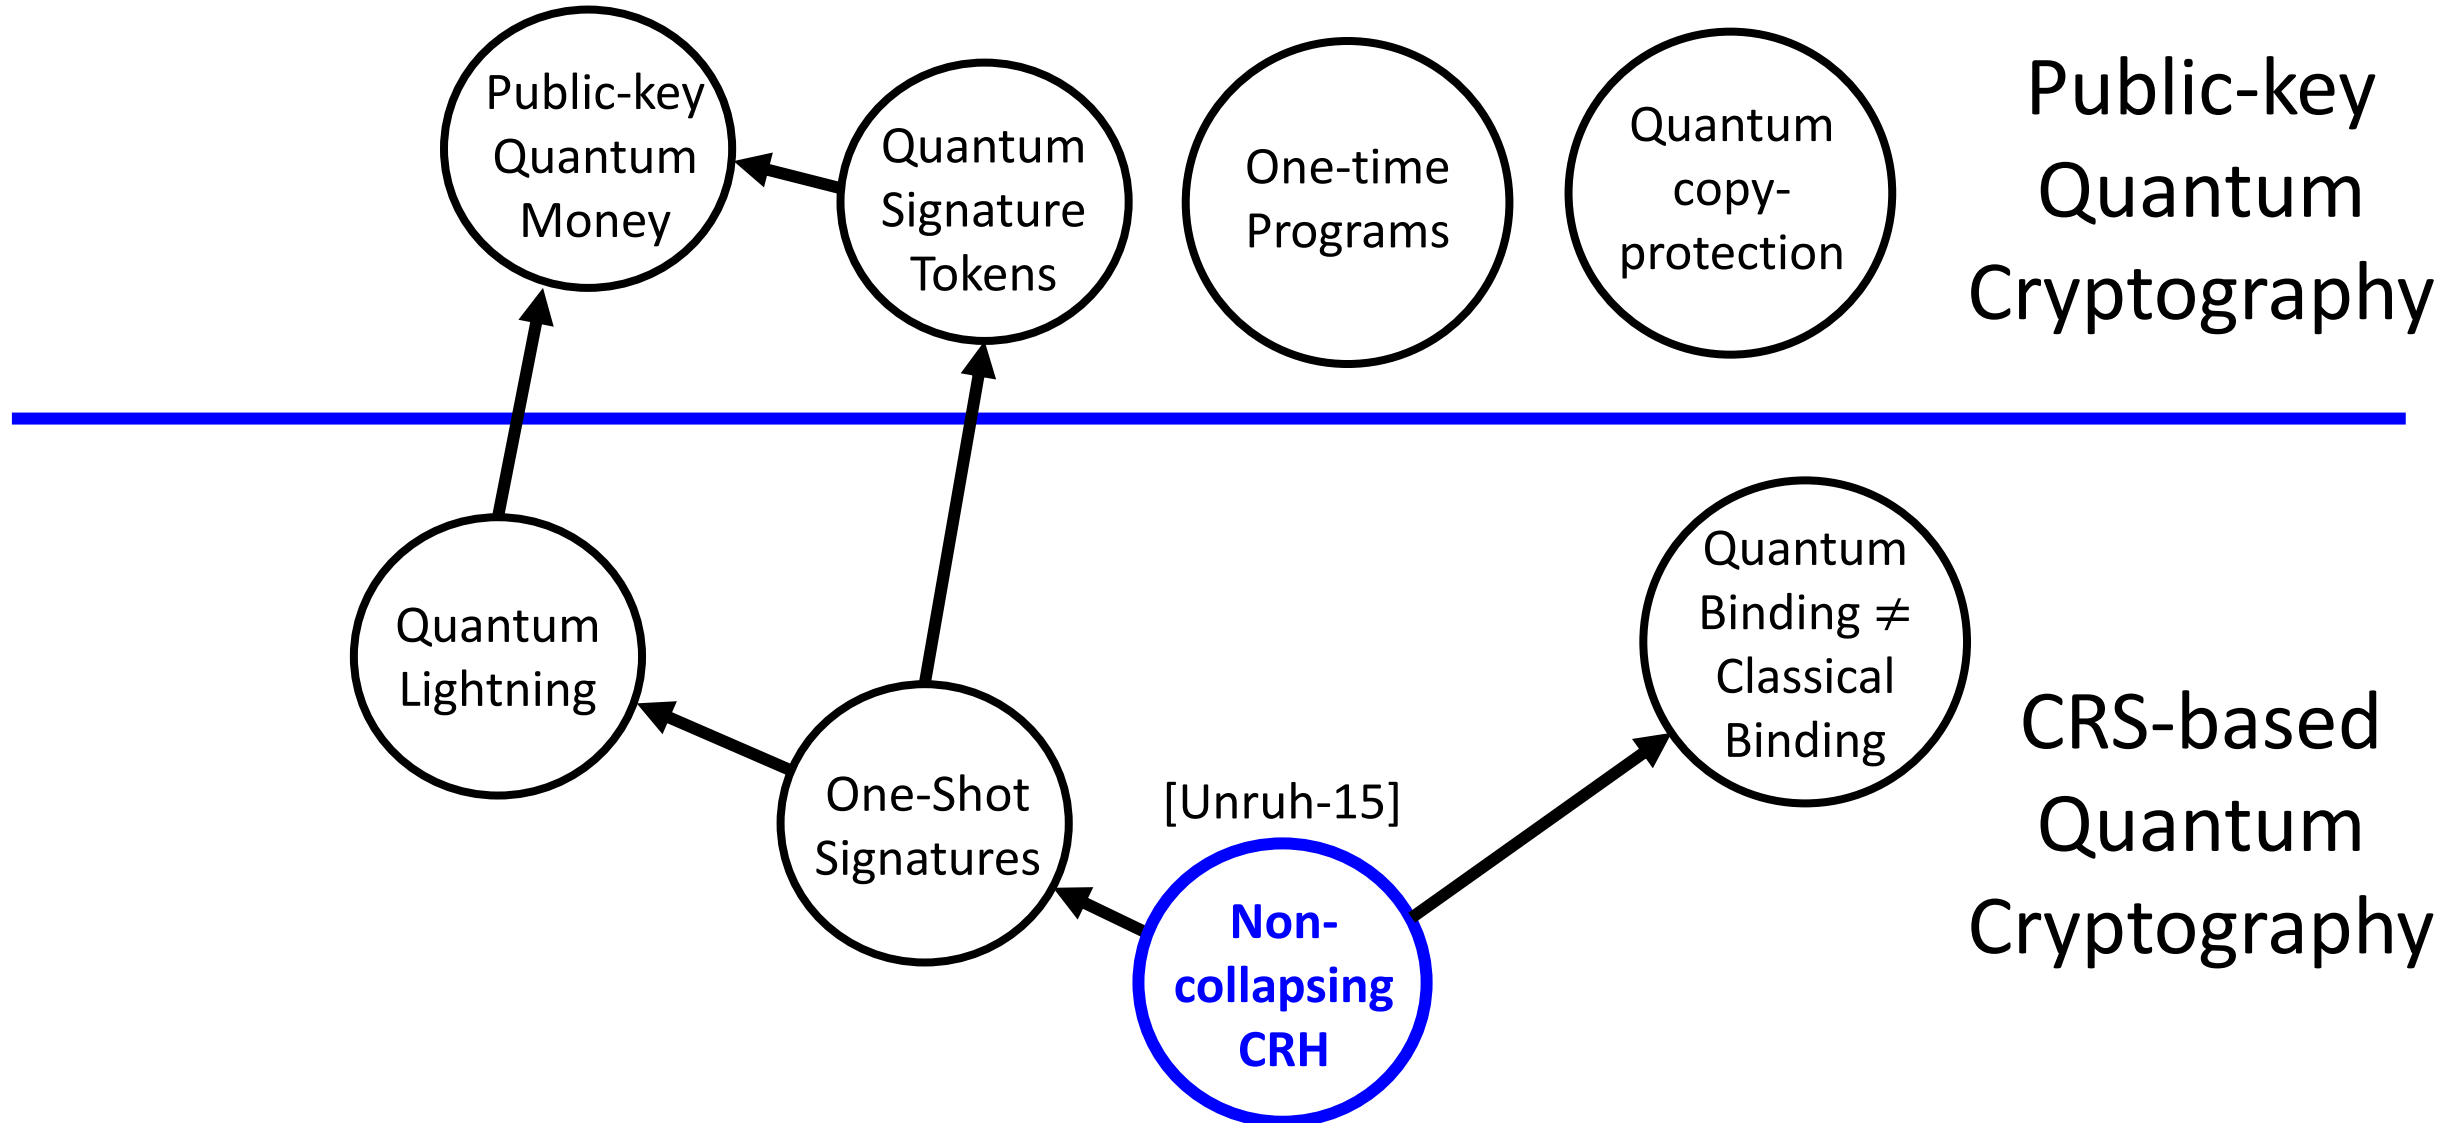 Public-key
Quantum
Money
Quantum
Signature
Tokens
One-time
Programs
Quantum
copy-
protection
Public-key
Quantum
Cryptography
Quantum
Lightning
One-Shot
Signatures
[Unruh-15]
Non-
collapsing
CRH
Quantum
Binding ≠
Classical
Binding
CRS-based
Quantum
Cryptography